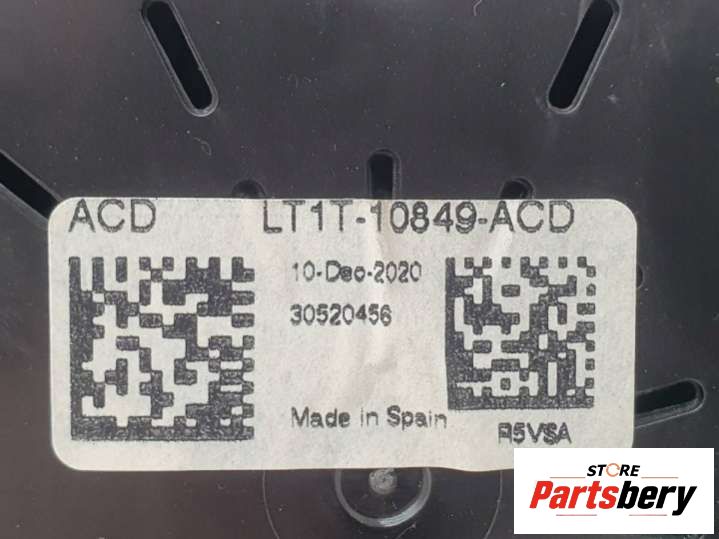 ACD LT1T-10849-ACD
10-Dec-2020
30520456
Made in Spain
R5VSA
STORE
Partsbery